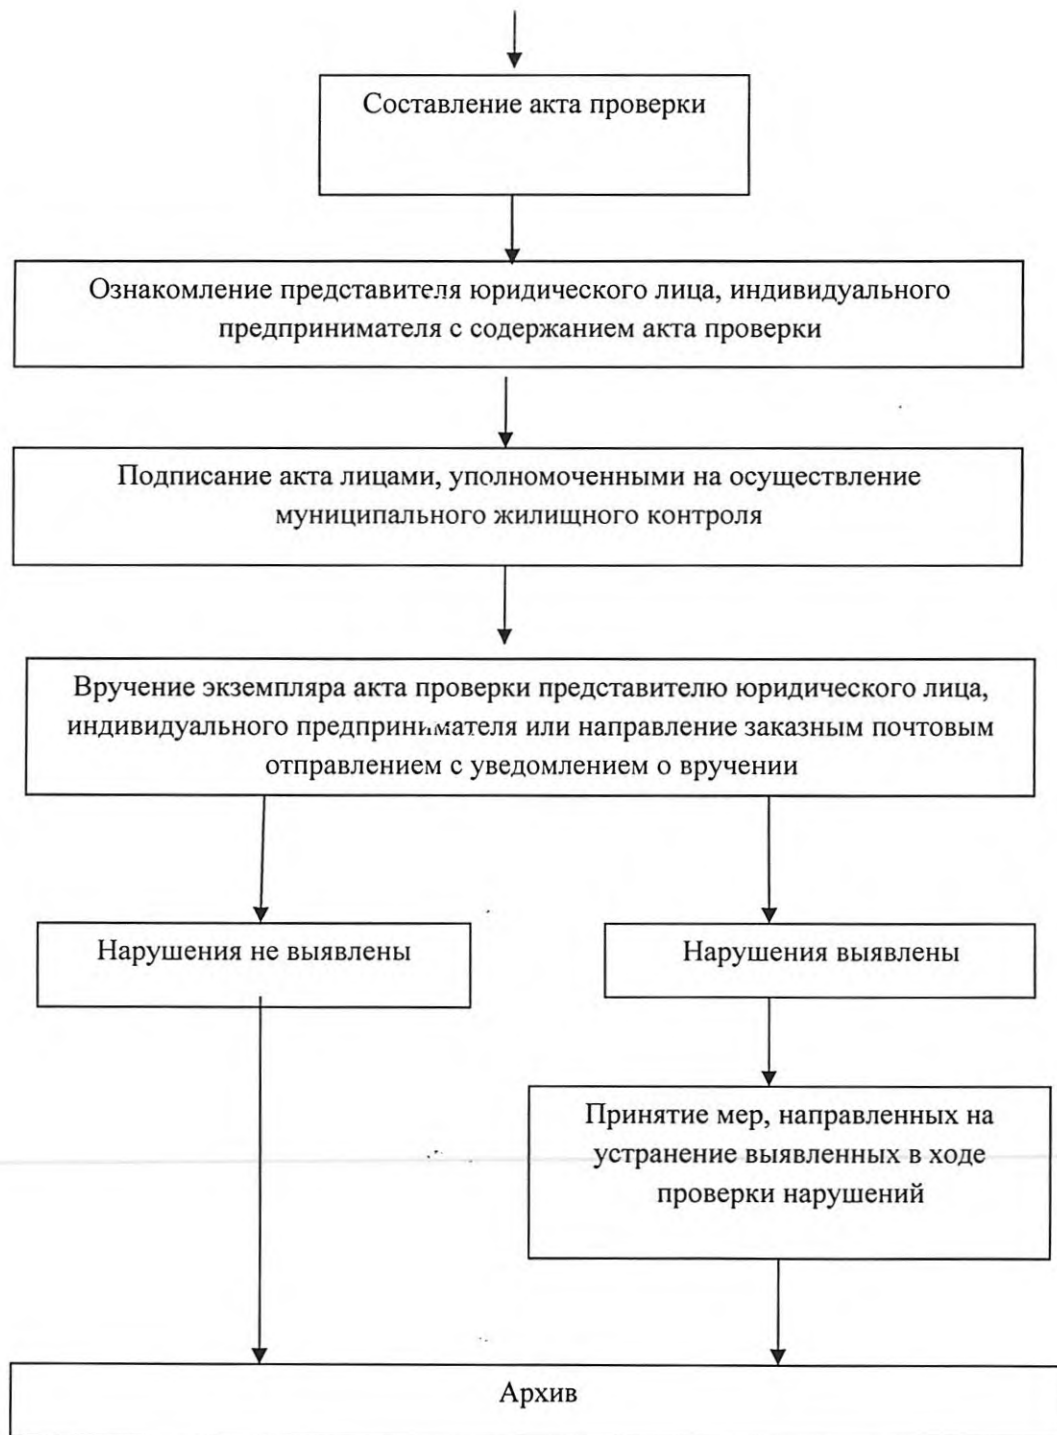 Составление акта проверки
Ознакомление представителя юридического лица, индивидуального
предпринимателя с содержанием акта проверки
Подписание акта лицами, уполномоченными на осуществление
муниципального жилищного контроля
Вручение экземпляра акта проверки представителю юридического лица,
индивидуального предпринимателя или направление заказным почтовым
отправлением с уведомлением о вручении
Нарушения не выявлены
Нарушения выявлены
Принятие мер, направленных на
устранение выявленных в ходе
проверки нарушений
Архив